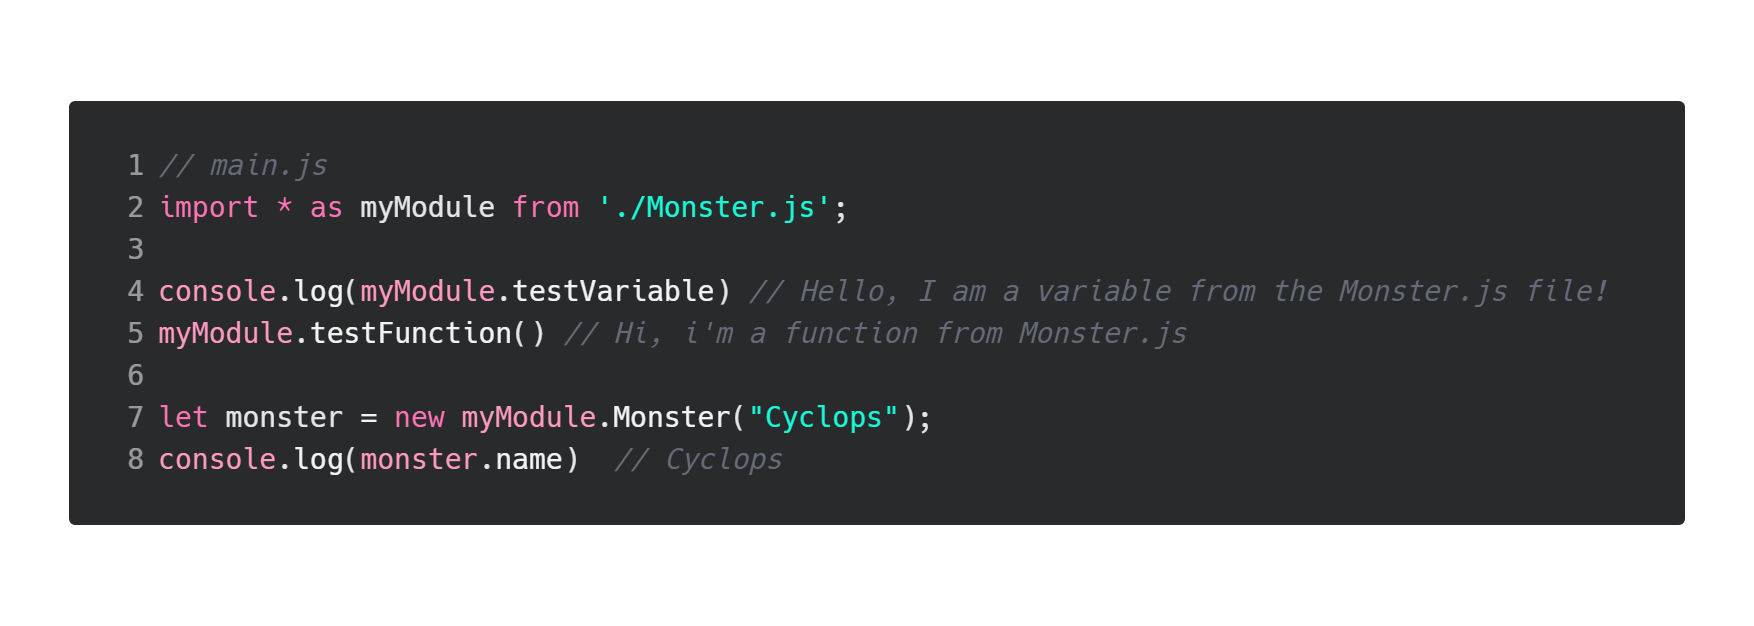 1 // main.js
2 import * as myModule from './Monster.js';
3
4 console.log(myModule.testVariable) // Hello, I am a variable from the Monster.js file!
5 myModule.testFunction() // Hi, i'm a function from Monster.js
6
7 let monster = new myModule.Monster("Cyclops");
8 console.log(monster.name)  // Cyclops